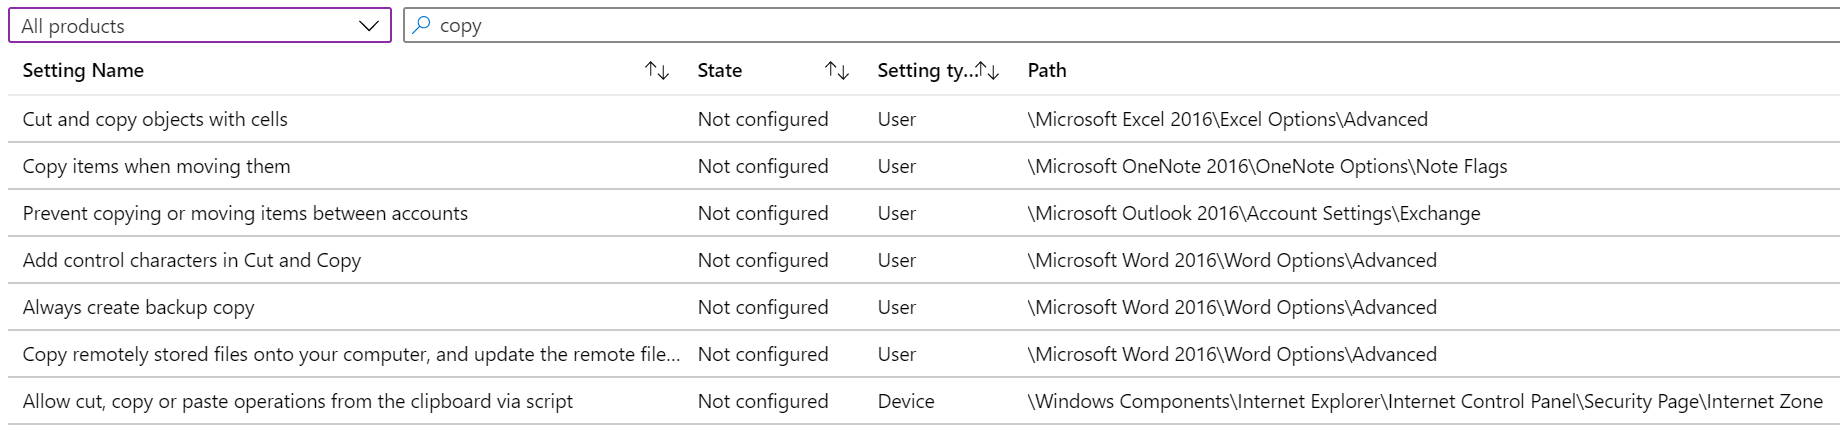 All products copy
Setting Name State Setting ty... Path
Cut and copy objects with cells Not configured User \Microsoft Excel 2016\Excel Options\Advanced
Copy items when moving them Not configured User \Microsoft OneNote 2016\OneNote Options\Note Flags
Prevent copying or moving items between accounts Not configured User \Microsoft Outlook 2016\Account Settings\Exchange
Add control characters in Cut and Copy Not configured User \Microsoft Word 2016\Word Options\Advanced
Always create backup copy Not configured User \Microsoft Word 2016\Word Options\Advanced
Copy remotely stored files onto your computer, and update the remote file... Not configured User \Microsoft Word 2016\Word Options\Advanced
Allow cut, copy or paste operations from the clipboard via script Not configured Device \Windows Components\Internet Explorer\Internet Control Panel\Security Page\Internet Zone